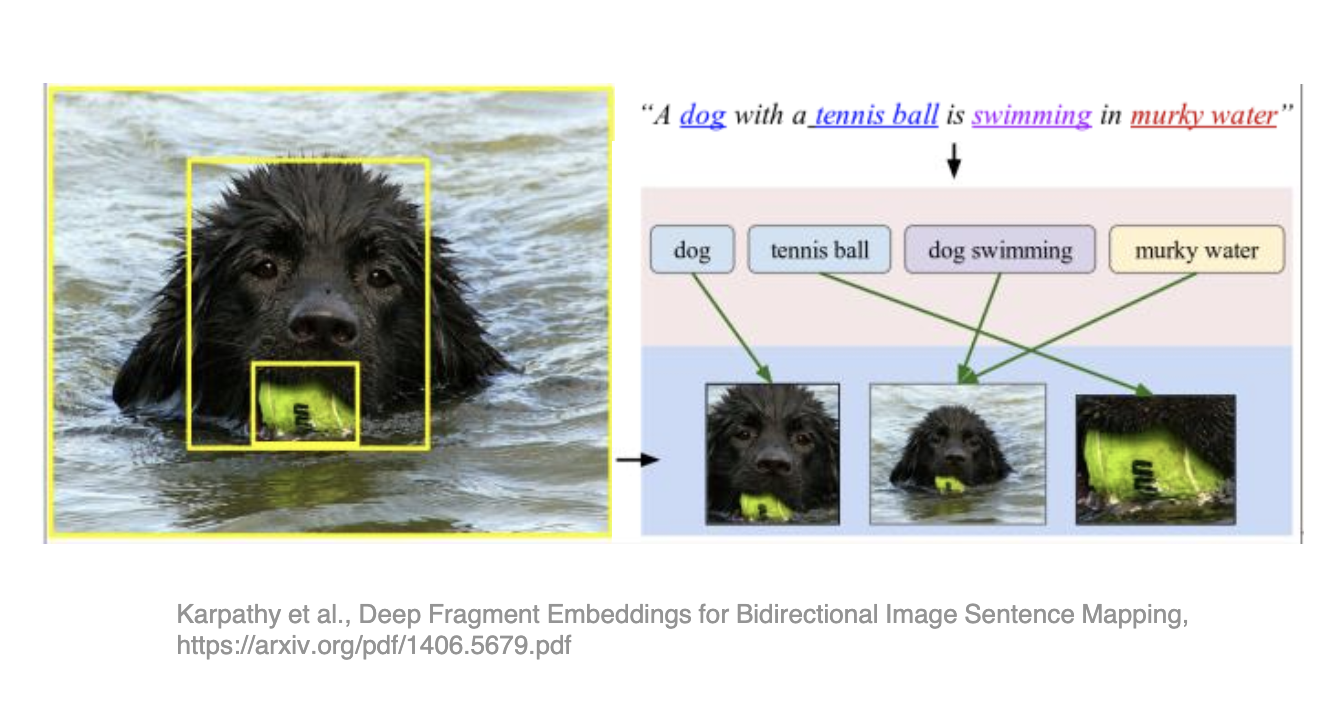 “A dog with a tennis ball is swimming in murky water”
dog
tennis ball
dog swimming
murky water
Karpathy et al., Deep Fragment Embeddings for Bidirectional Image Sentence Mapping,
https://arxiv.org/pdf/1406.5679.pdf